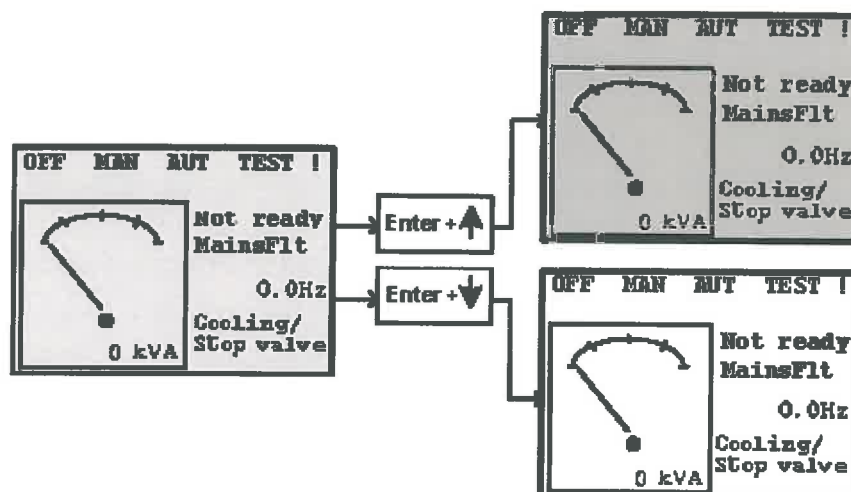 OFF MAN AUT TEST !
Not ready
MainsFlt
0.0Hz
Cooling/
Stop valve
0 kVA
Enter +
Enter +
OFF MAN AUT TEST !
Not ready
MainsFlt
0.0Hz
Cooling/
Stop valve
0 kVA
OFF MAN AUT TEST !
Not ready
MainsFlt
0.0Hz
Cooling/
Stop valve
0 kVA